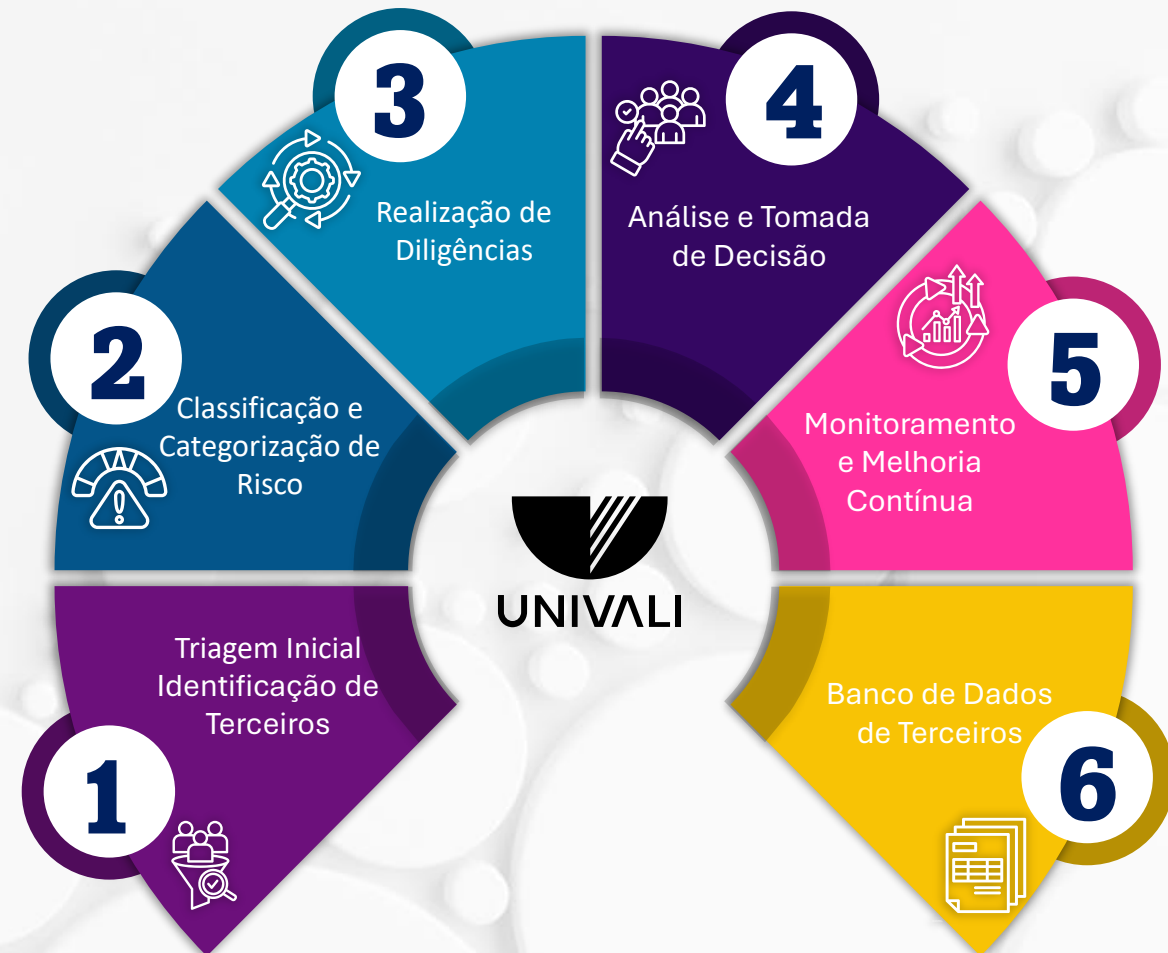 1
Triagem Inicial
Identificação de
Terceiros
2
Classificação e
Categorização de
Risco
3
Realização de
Diligências
4
Análise e Tomada
de Decisão
5
Monitoramento
e Melhoria
Contínua
6
Banco de Dados
de Terceiros
UNIVALI